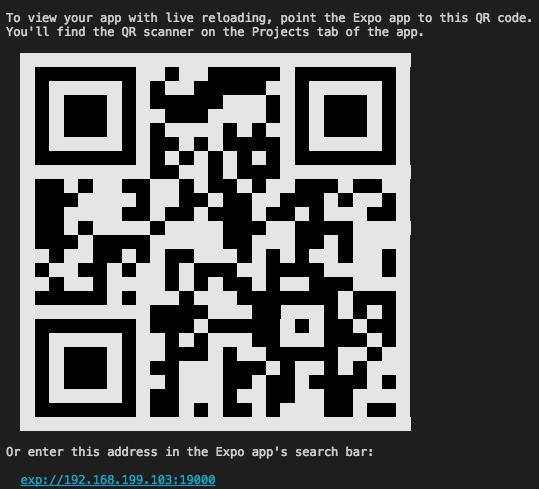 To view your app with live reloading, point the Expo app to this QR code.
You'll find the QR scanner on the Projects tab of the app.
Or enter this address in the Expo app's search bar:
exp://192.168.199.103:19000